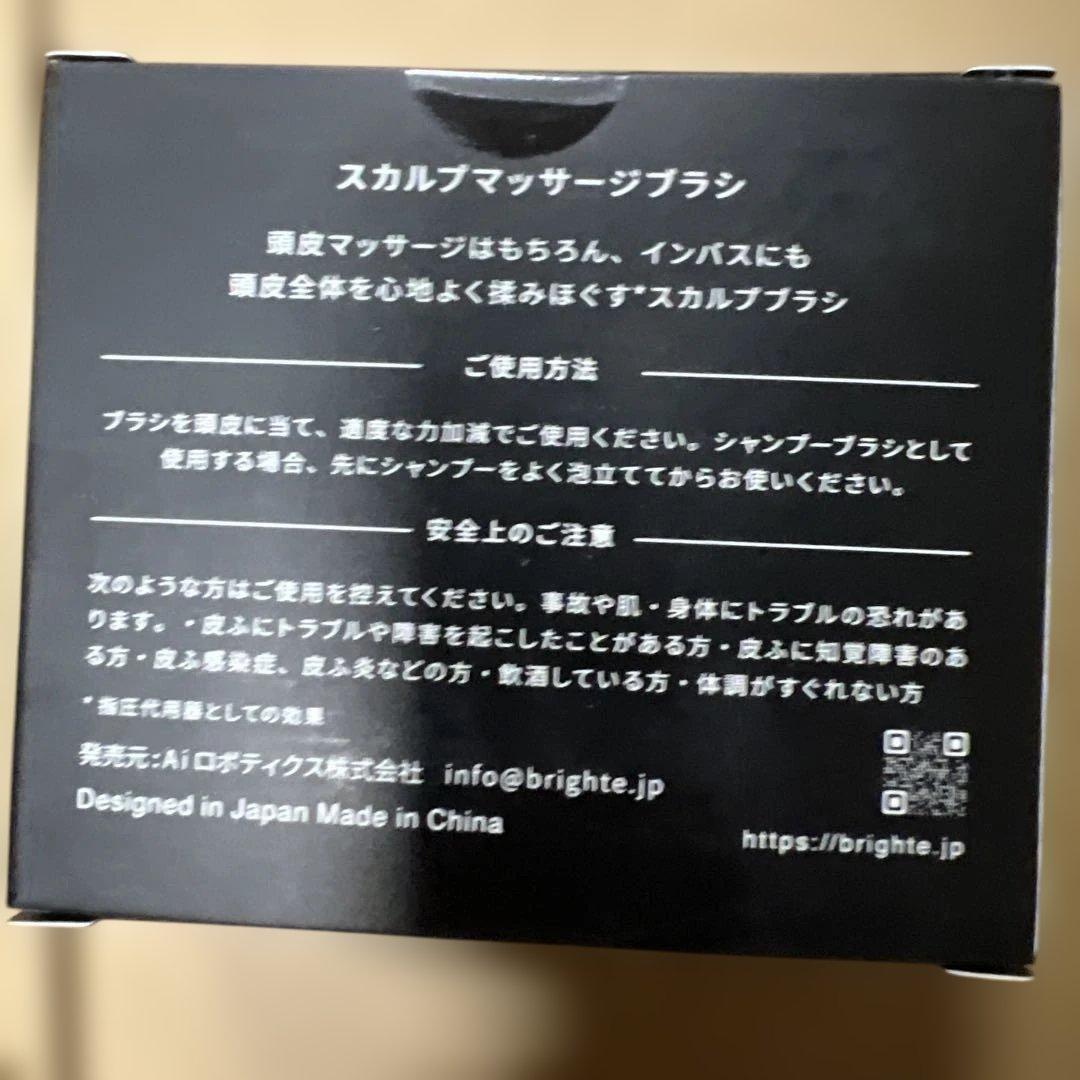 スカルプマッサージブラシ
頭皮マッサージはもちろん、インバスにも
頭皮全体を心地よく揉みほぐす*スカルプブラシ
ご使用方法
ブラシを頭皮に当て、適度な力加減でご使用ください。シャンプーブラシとして
使用する場合、先にシャンプーをよく泡立ててからお使いください。
安全上のご注意
次のような方はご使用を控えてください。事故や肌・身体にトラブルの恐れがあ
ります。・皮ふにトラブルや障害を起こしたことがある方・皮ふに知覚障害のあ
る方・皮ふ感染症、皮ふ炎などの方・飲酒している方・体調がすぐれない方
*指圧代用器としての効果
発売元:Aiロボティクス株式会社 info@brighte.jp
Designed in Japan Made in China
https://brighte.jp